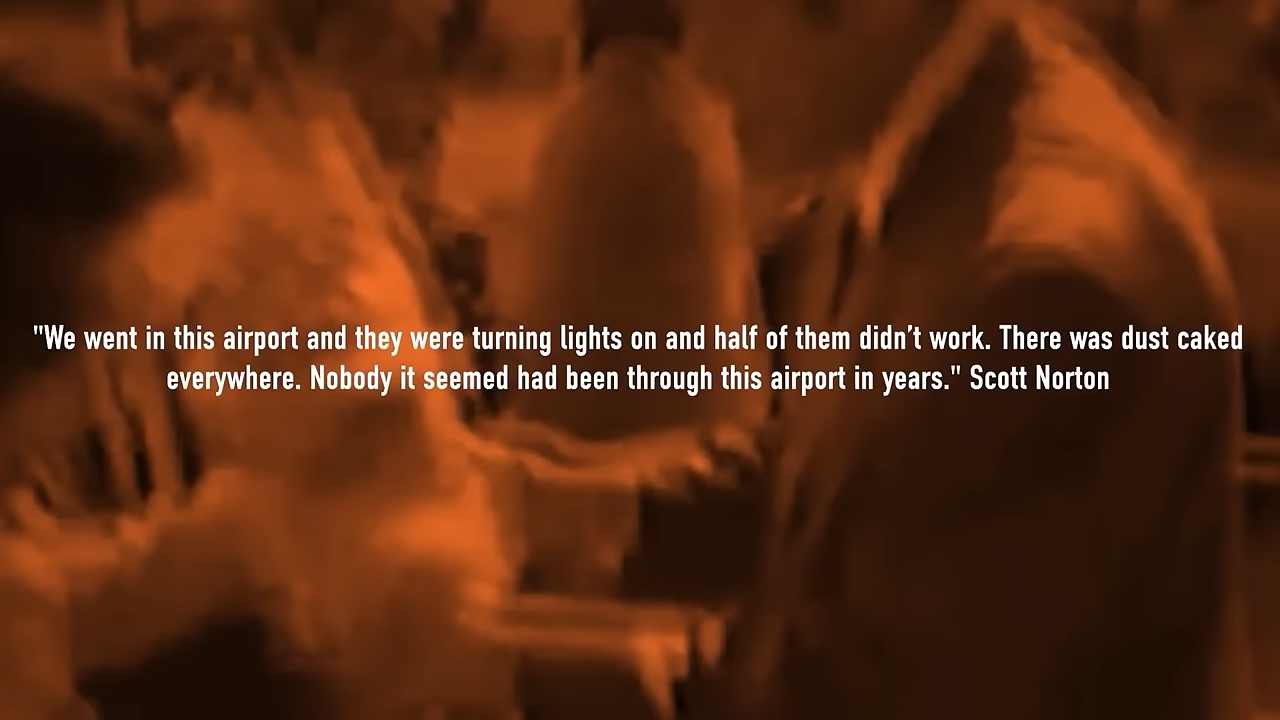 "We went in this airport and they were turning lights on and half of them didn’t work. There was dust caked
everywhere. Nobody it seemed had been through this airport in years." Scott Norton